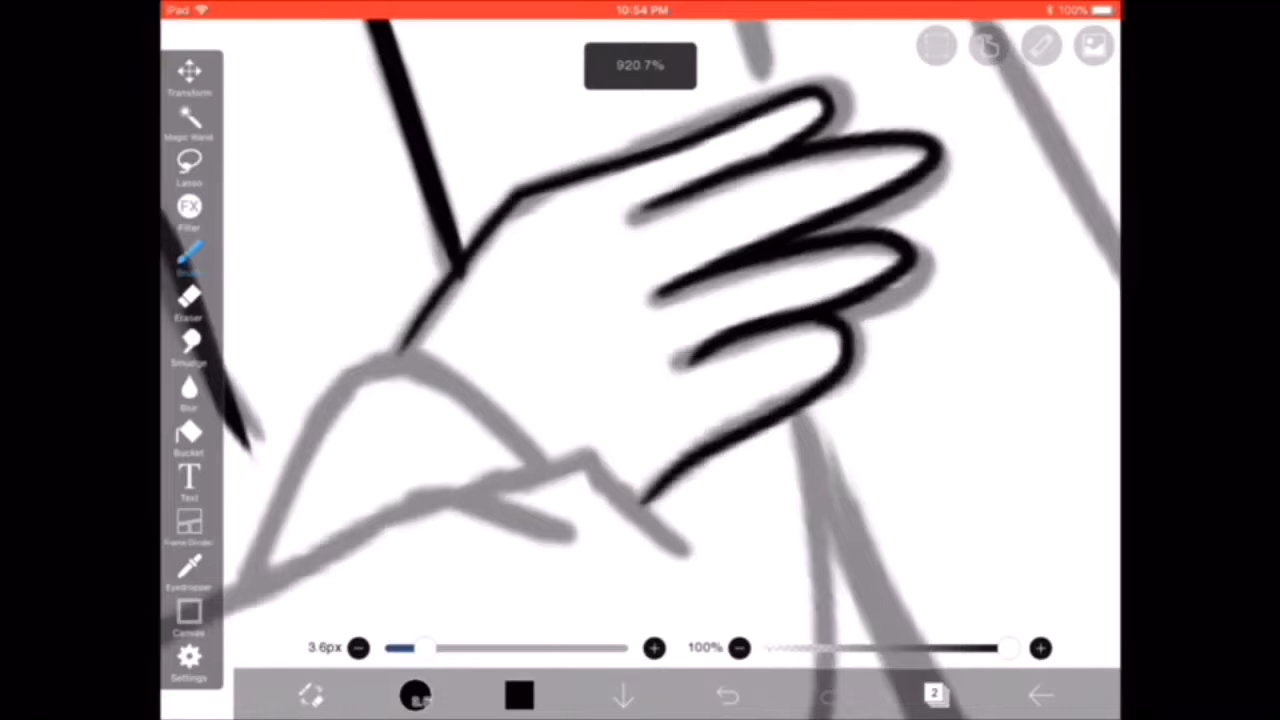 iPad
10:54 PM
100%
920.7%
Transform
Magic Wand
Lasso
FX
Filter
Brush
Eraser
Smudge
Blur
Bucket
T
Text
Frame Divider
Eyedropper
Canvas
Settings
3.6px
100%
2